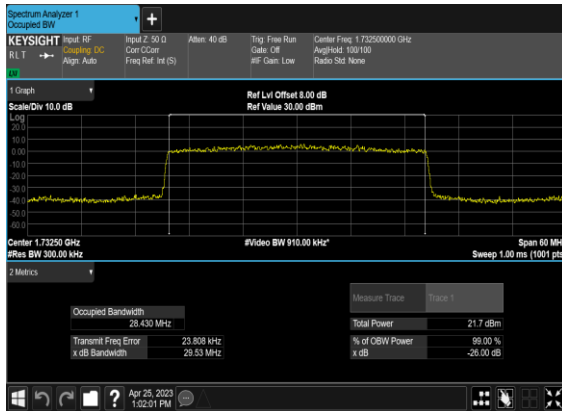 Spectrum Analyzer 1
Occupied BW
+
KEYSIGHT
RLT
Input: RF
Coupling: DC
Align: Auto
Input Z: 50 Ω
Corr CCorr
Freq Ref: Int (S)
Atten: 40 dB
Trig: Free Run
Gate: Off
#IF Gain: Low
Center Freq: 1.732500000 GHz
Avg|Hold: 100/100
Radio Std: None
1 Graph
Scale/Div 10.0 dB
Ref Lvl Offset 8.00 dB
Ref Value 30.00 dBm
Log
20.0
10.0
0.00
-10.0
-20.0
-30.0
-40.0
-50.0
-60.0
Center 1.73250 GHz
#Res BW 300.00 kHz
#Video BW 910.00 kHz*
Span 60 MH
Sweep 1.00 ms (1001 pts
2 Metrics
Measure Trace
Trace 1
Occupied Bandwidth
28.430 MHz
Total Power 21.7 dBm
Transmit Freq Error 23.808 kHz
% of OBW Power 99.00 %
x dB Bandwidth 29.53 MHz
x dB -26.00 dB
?
Apr 25, 2023
1:02:01 PM